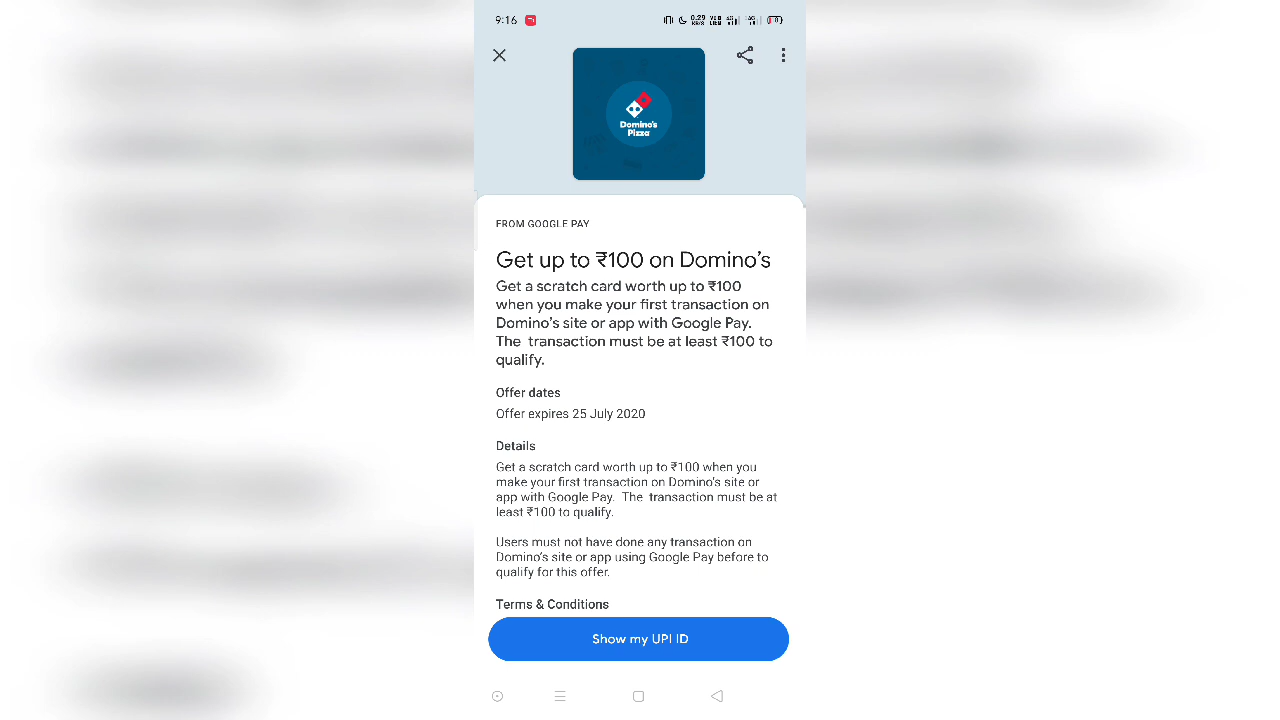 9:16
0.29
KB/S
Domino's
Pizza
FROM GOOGLE PAY
Get up to ₹100 on Domino's
Get a scratch card worth up to ₹100
when you make your first transaction on
Domino's site or app with Google Pay.
The  transaction must be at least ₹100 to
qualify.
Offer dates
Offer expires 25 July 2020
Details
Get a scratch card worth up to ₹100 when you
make your first transaction on Domino's site or
app with Google Pay.  The  transaction must be at
least ₹100 to qualify.
Users must not have done any transaction on
Domino's site or app using Google Pay before to
qualify for this offer.
Terms & Conditions
Show my UPI ID